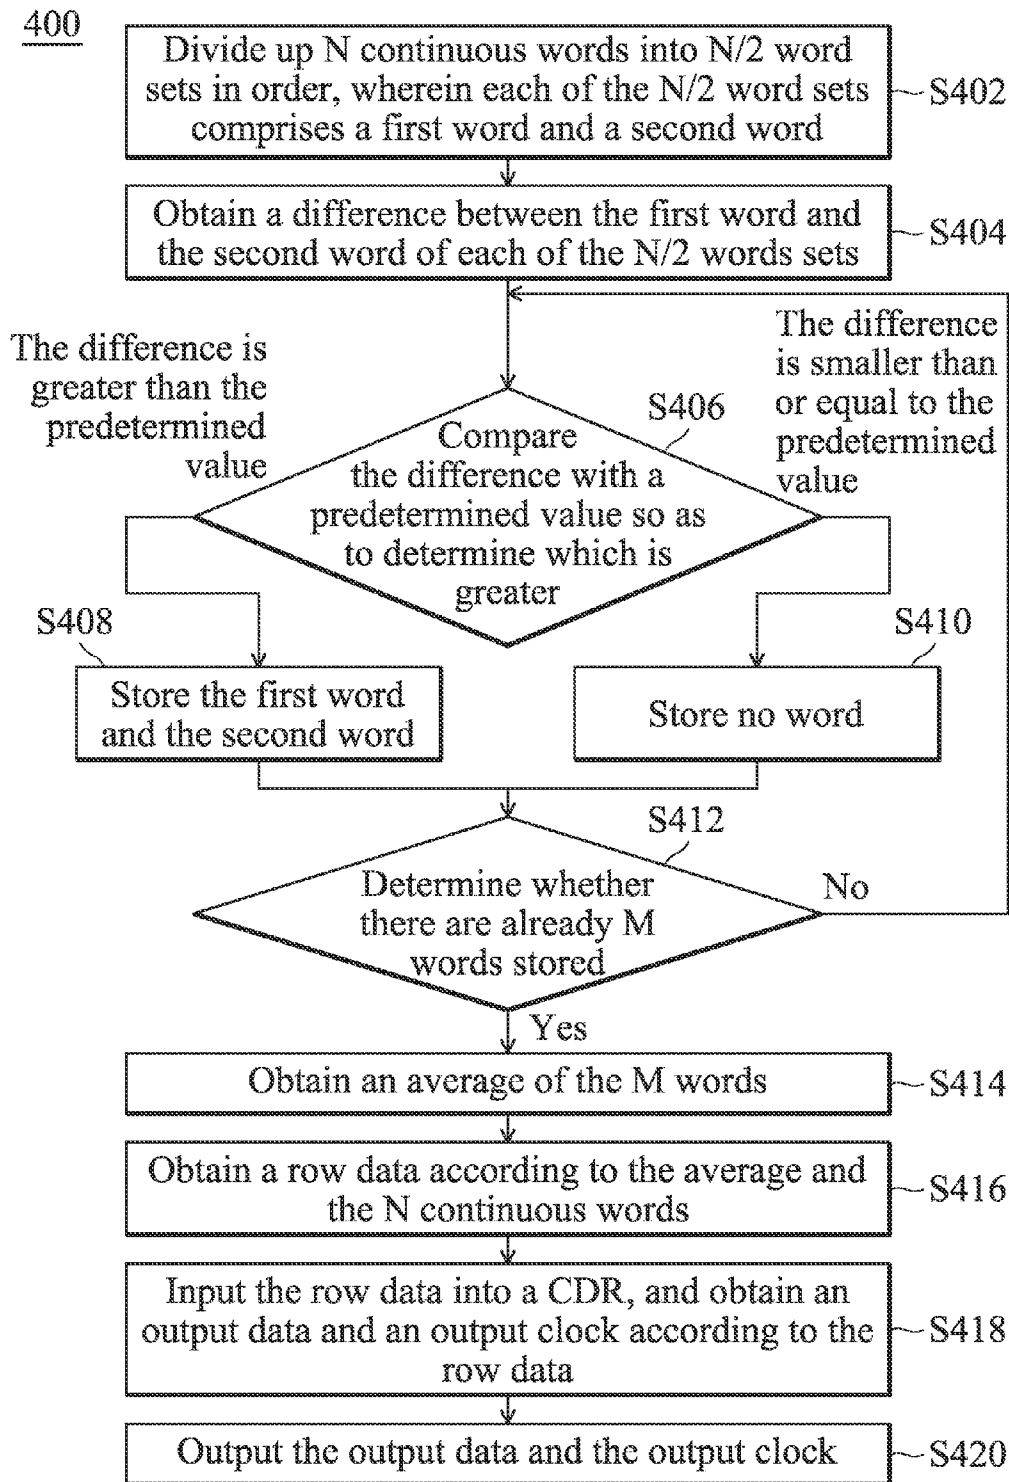 400
Divide up N continuous words into N/2 word
sets in order, wherein each of the N/2 word sets
comprises a first word and a second word
S402
Obtain a difference between the first word and
the second word of each of the N/2 words sets
S404
The difference is
greater than the
predetermined
value
The difference
is smaller than
or equal to the
predetermined
value
S406
Compare
the difference with a
predetermined value so as
to determine which is
greater
S408
Store the first word
and the second word
S410
Store no word
S412
Determine whether
there are already M
words stored
No
Yes
Obtain an average of the M words
S414
Obtain a row data according to the average and
the N continuous words
S416
Input the row data into a CDR, and obtain an
output data and an output clock according to the
row data
S418
Output the output data and the output clock
S420